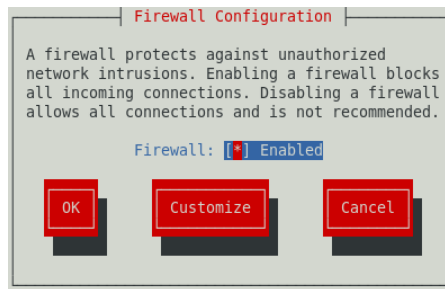 Firewall Configuration
A firewall protects against unauthorized
network intrusions. Enabling a firewall blocks
all incoming connections. Disabling a firewall
allows all connections and is not recommended.
Firewall: [*] Enabled
OK Customize Cancel